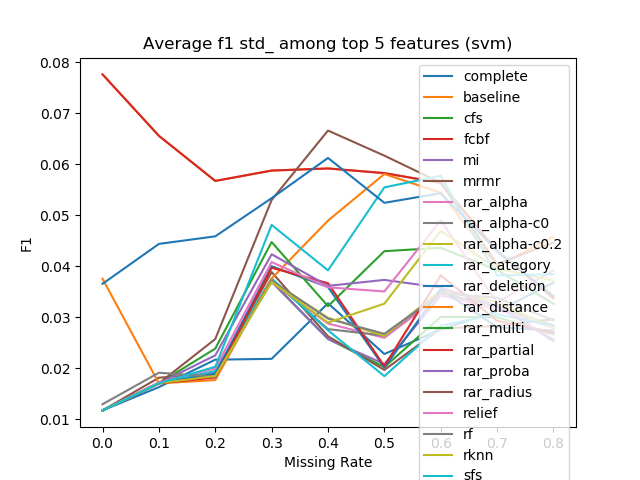 Average f1 std_ among top 5 features (svm)
0.08
0.07
0.06
0.05
0.04
0.03
0.02
0.01
F1
0.0 0.1 0.2 0.3 0.4 0.5 0.6 0.7 0.8
Missing Rate
complete
baseline
cfs
fcbf
mi
mrmr
rar_alpha
rar_alpha-c0
rar_alpha-c0.2
rar_category
rar_deletion
rar_distance
rar_multi
rar_partial
rar_proba
rar_radius
relief
rf
rknn
sfs